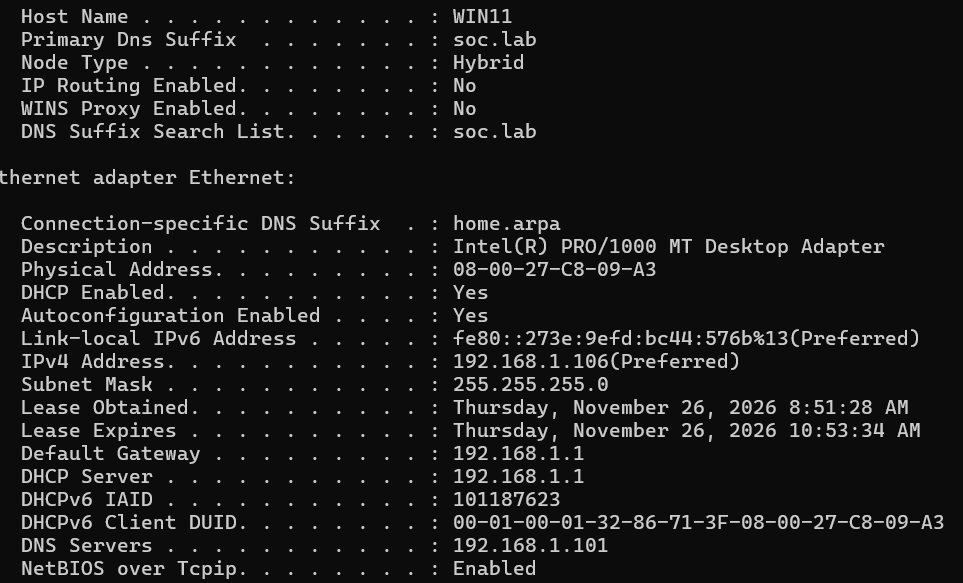 Host Name . . . . . . . . . . . . : WIN11
Primary Dns Suffix  . . . . . . . : soc.lab
Node Type . . . . . . . . . . . . : Hybrid
IP Routing Enabled. . . . . . . . : No
WINS Proxy Enabled. . . . . . . . : No
DNS Suffix Search List. . . . . . : soc.lab
thernet adapter Ethernet:
Connection-specific DNS Suffix  . : home.arpa
Description . . . . . . . . . . . : Intel(R) PRO/1000 MT Desktop Adapter
Physical Address. . . . . . . . . : 08-00-27-C8-09-A3
DHCP Enabled. . . . . . . . . . . : Yes
Autoconfiguration Enabled . . . . : Yes
Link-local IPv6 Address . . . . . : fe80::273e:9efd:bc44:576b%13(Preferred)
IPv4 Address. . . . . . . . . . . : 192.168.1.106(Preferred)
Subnet Mask . . . . . . . . . . . : 255.255.255.0
Lease Obtained. . . . . . . . . . : Thursday, November 26, 2026 8:51:28 AM
Lease Expires . . . . . . . . . . : Thursday, November 26, 2026 10:53:34 AM
Default Gateway . . . . . . . . . : 192.168.1.1
DHCP Server . . . . . . . . . . . : 192.168.1.1
DHCPv6 IAID . . . . . . . . . . . : 101187623
DHCPv6 Client DUID. . . . . . . . : 00-01-00-01-32-86-71-3F-08-00-27-C8-09-A3
DNS Servers . . . . . . . . . . . : 192.168.1.101
NetBIOS over Tcpip. . . . . . . . : Enabled